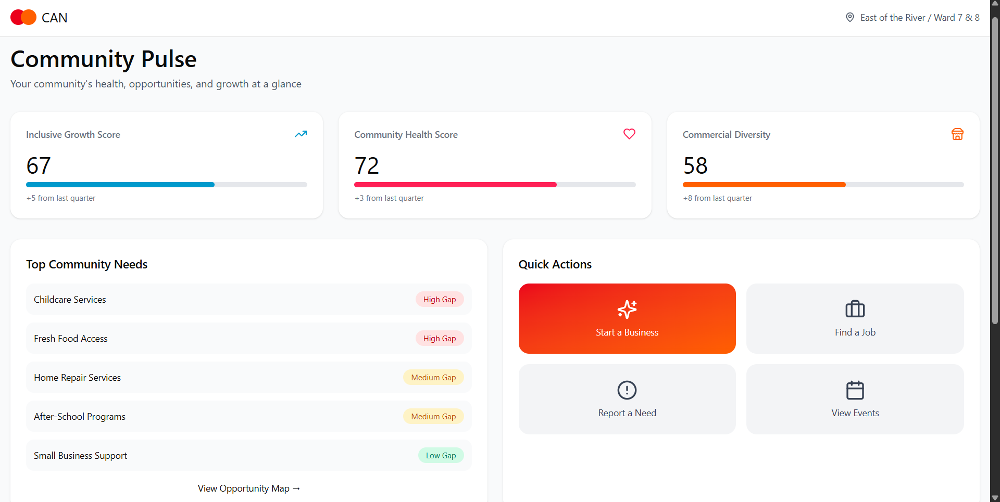 CAN
East of the River / Ward 7 & 8
Community Pulse
Your community's health, opportunities, and growth at a glance
Inclusive Growth Score
67
+5 from last quarter
Community Health Score
72
+3 from last quarter
Commercial Diversity
58
+8 from last quarter
Top Community Needs
Childcare Services
High Gap
Fresh Food Access
High Gap
Home Repair Services
Medium Gap
After-School Programs
Medium Gap
Small Business Support
Low Gap
View Opportunity Map →
Quick Actions
Start a Business
Find a Job
Report a Need
View Events